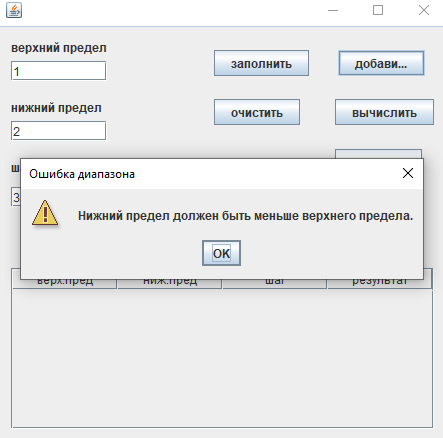 верхний предел
1
заполнить
добави...
нижний предел
2
очистить
вычислить
Ошибка диапазона
3
Нижний предел должен быть меньше верхнего предела.
OK
верх.пред ниж.пред шаг результат